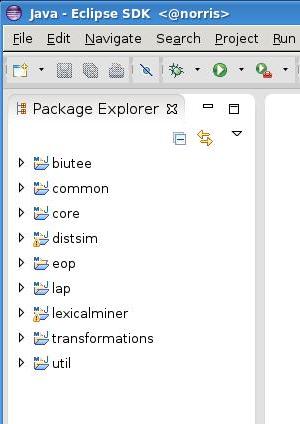 Java - Eclipse SDK <@norris>
File Edit Navigate Search Project Run
Package Explorer
biutee
common
core
distsim
eop
lap
lexicalminer
transformations
util